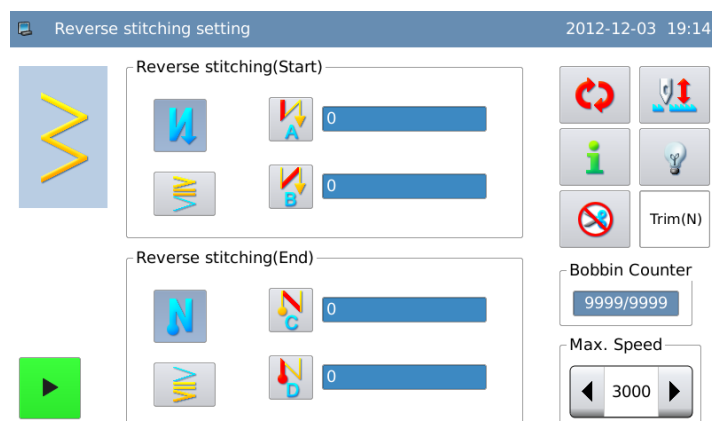 Reverse stitching setting
2012-12-03 19:14
Reverse stitching(Start)
A
0
B
0
Reverse stitching(End)
C
0
D
0
Trim(N)
Bobbin Counter
9999/9999
Max. Speed
3000